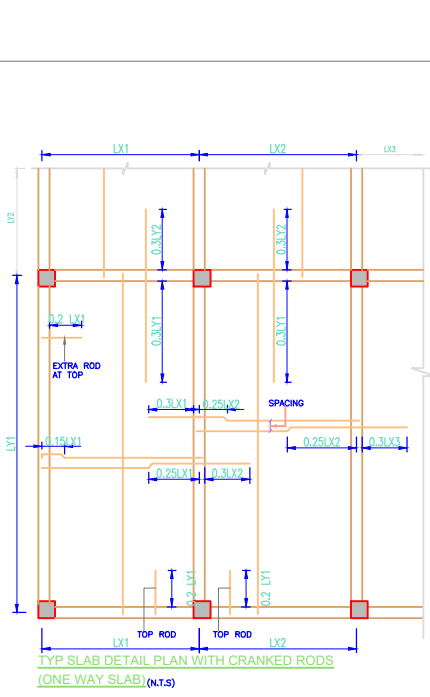 LX1
LX2
LX3
LY2
0.3LY2
0.3LY2
0.2 LX1
0.3LY1
0.3LY1
EXTRA ROD
AT TOP
0.3LX1
0.25LX2
SPACING
LY1
0.15LX1
0.25LX2
0.3LX3
0.25LX1
0.3LX2
0.2 LY1
0.2 LY1
TOP ROD
TOP ROD
LX1
LX2
TYP SLAB DETAIL PLAN WITH CRANKED RODS
(ONE WAY SLAB) (N.T.S)